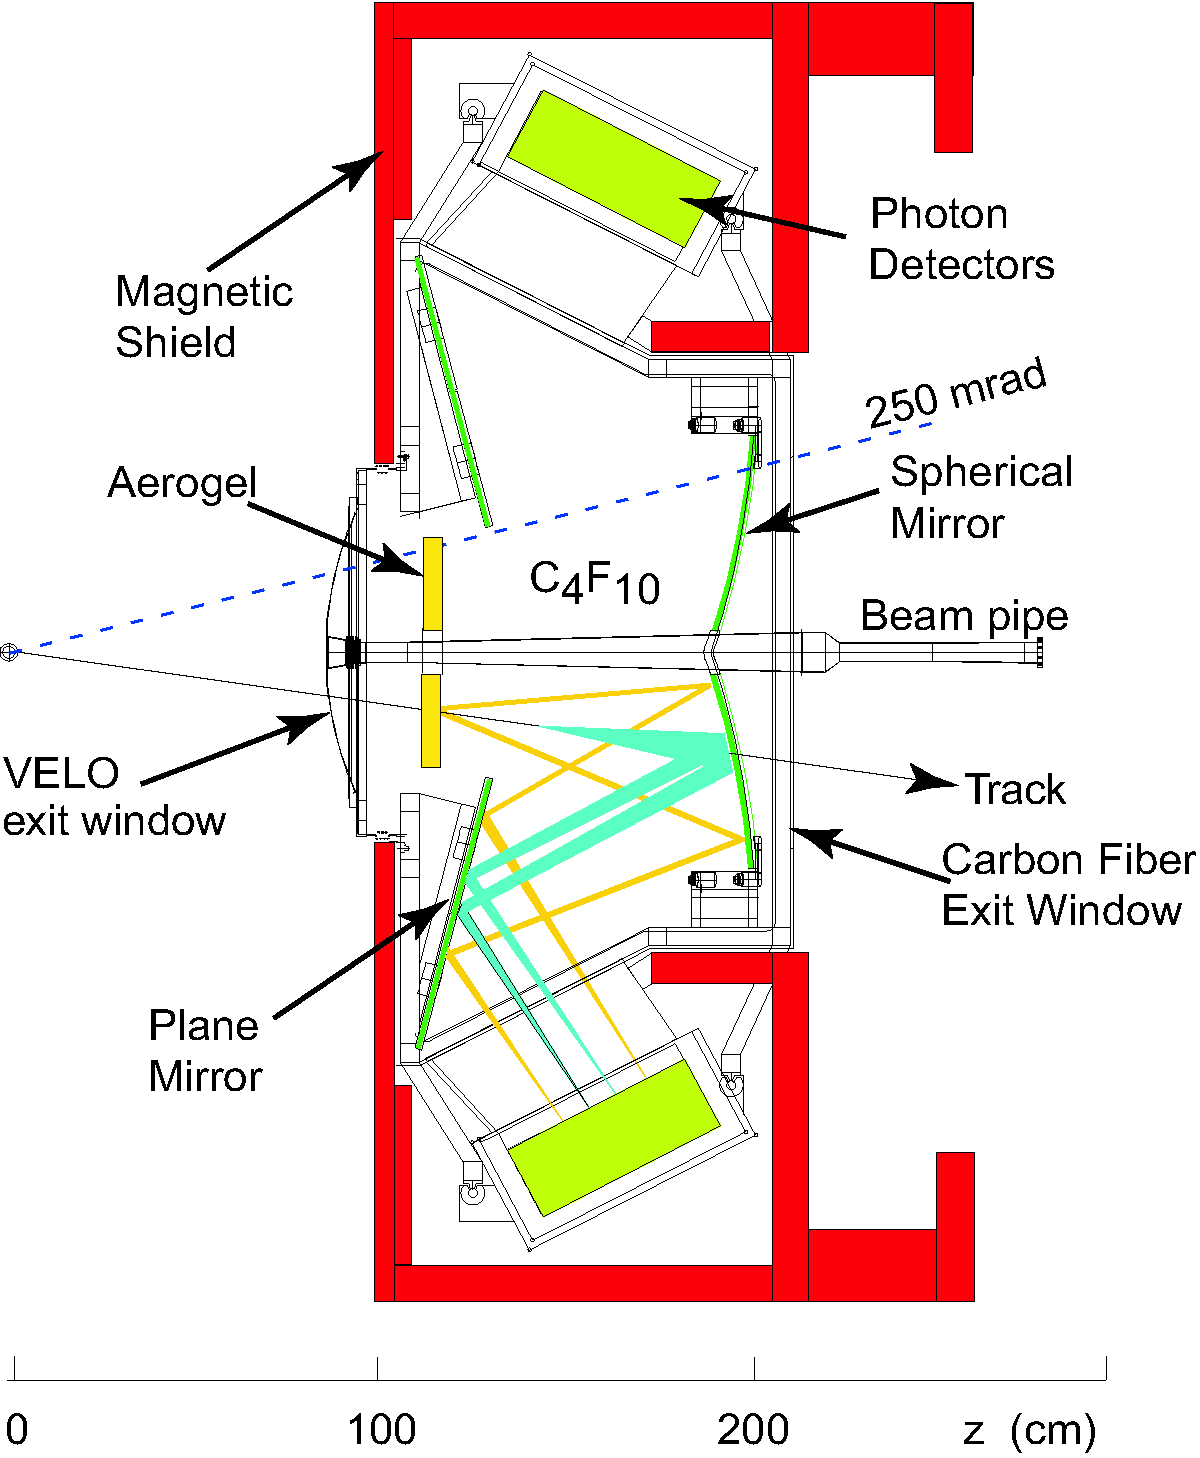 Photon
Detectors
Magnetic
Shield
250 mrad
Aerogel
Spherical
Mirror
C4F10
Beam pipe
VELO
exit window
Track
Carbon Fiber
Exit Window
Plane
Mirror
0 100 200 z (cm)